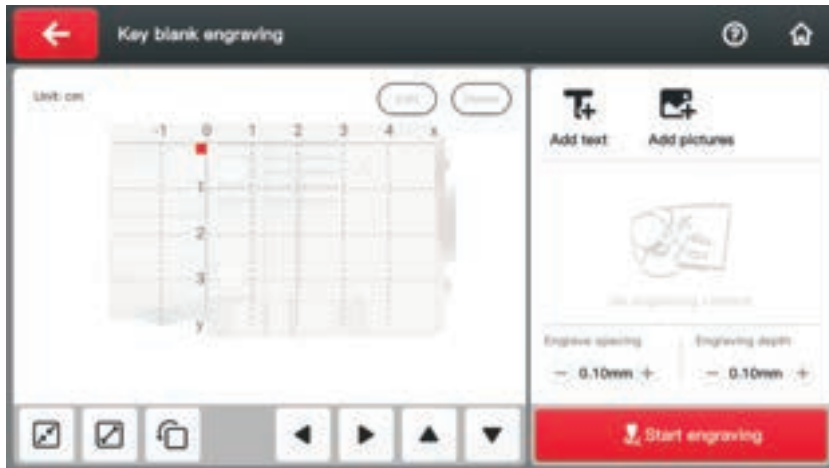 Key blank engraving
Unit: cm
-1 0 1 2 3 4 x
1
2
3
y
Add text
Add pictures
Engrave spacing
Engraving depth
− 0.10mm +
− 0.10mm +
Start engraving